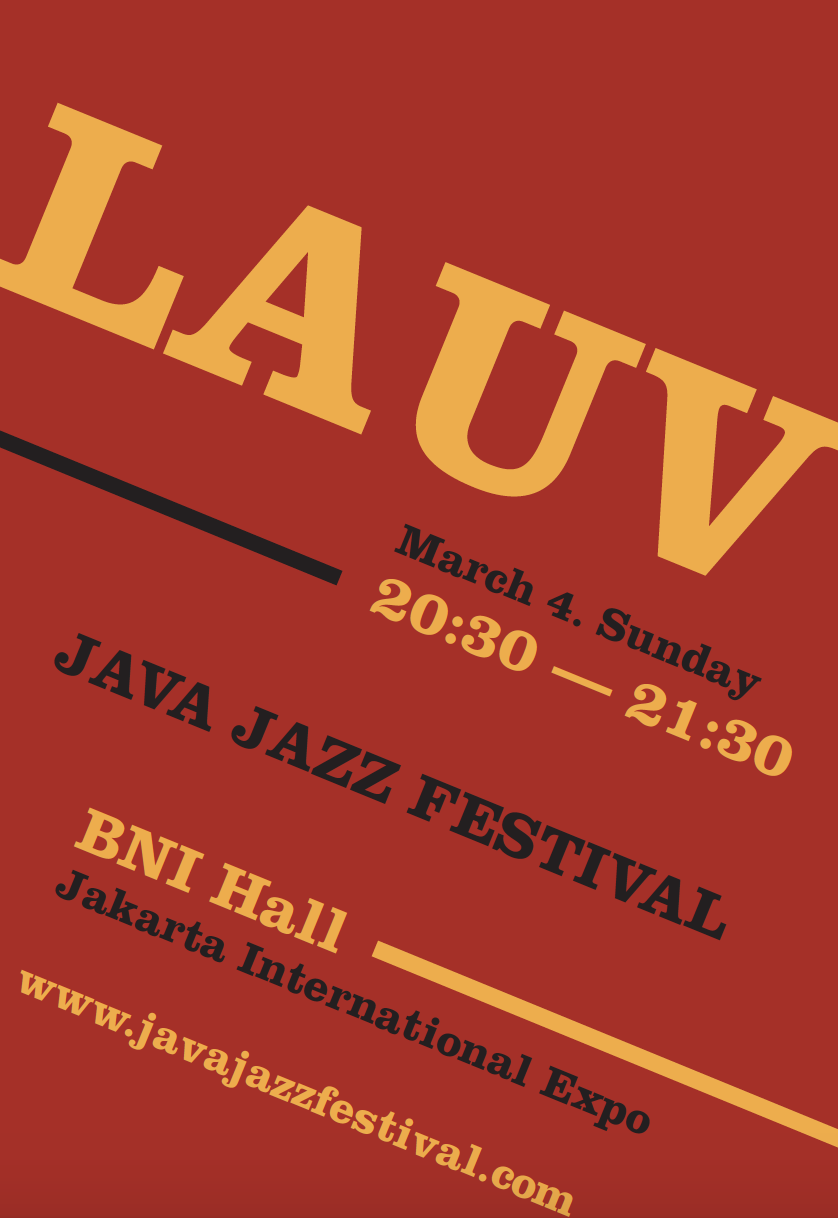 LAUV
March 4. Sunday
20:30 — 21:30
JAVA JAZZ FESTIVAL
BNI Hall
Jakarta International Expo
www.javajazzfestival.com